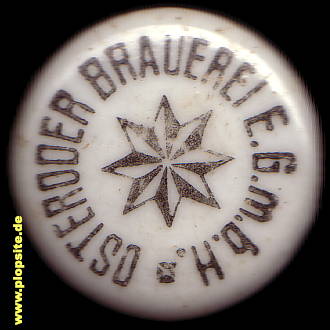 OSTERODER BRAUEREI E.G.m.b.H.
www.plopsite.de